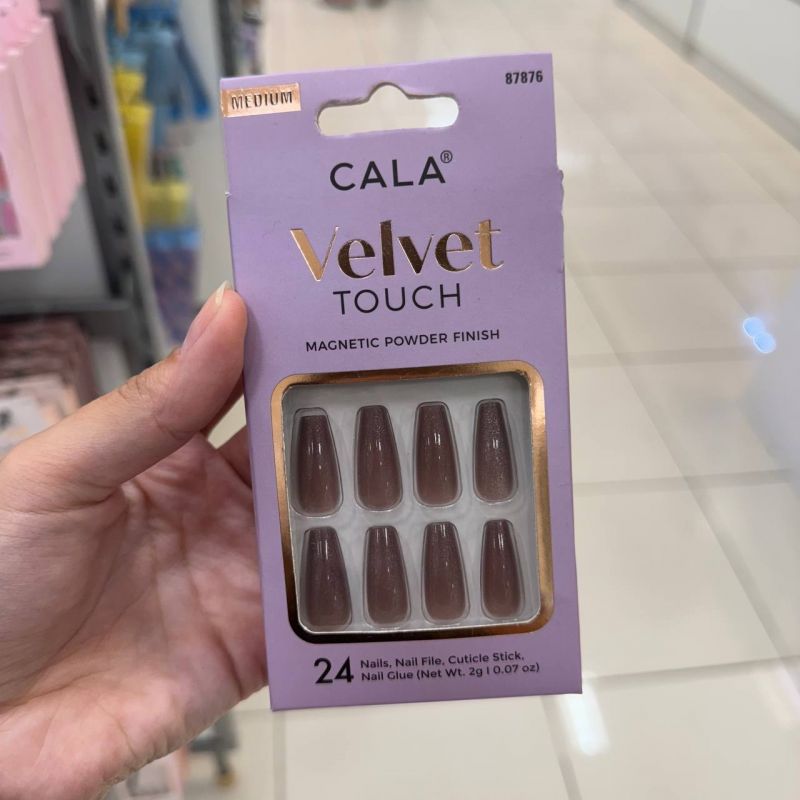 MEDIUM
87876
CALA®
Velvet
TOUCH
MAGNETIC POWDER FINISH
24 Nails, Nail File, Cuticle Stick,
Nail Glue (Net Wt. 2g | 0.07 oz)